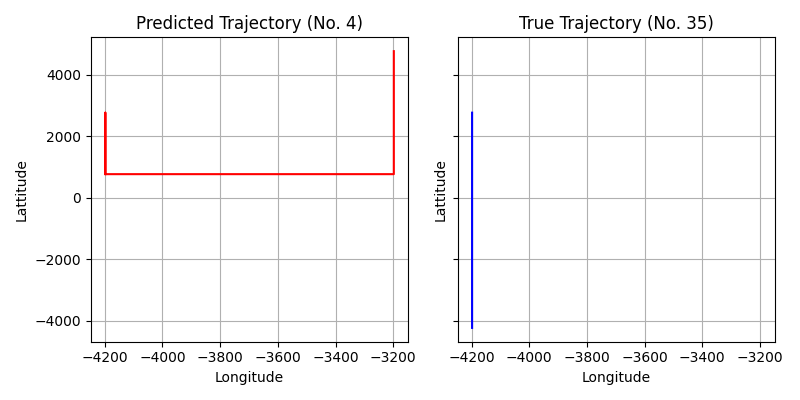 Predicted Trajectory (No. 4)
4000
2000
0
−2000
−4000
Lattitude
−4200 −4000 −3800 −3600 −3400 −3200
Longitude
True Trajectory (No. 35)
Lattitude
−4200 −4000 −3800 −3600 −3400 −3200
Longitude